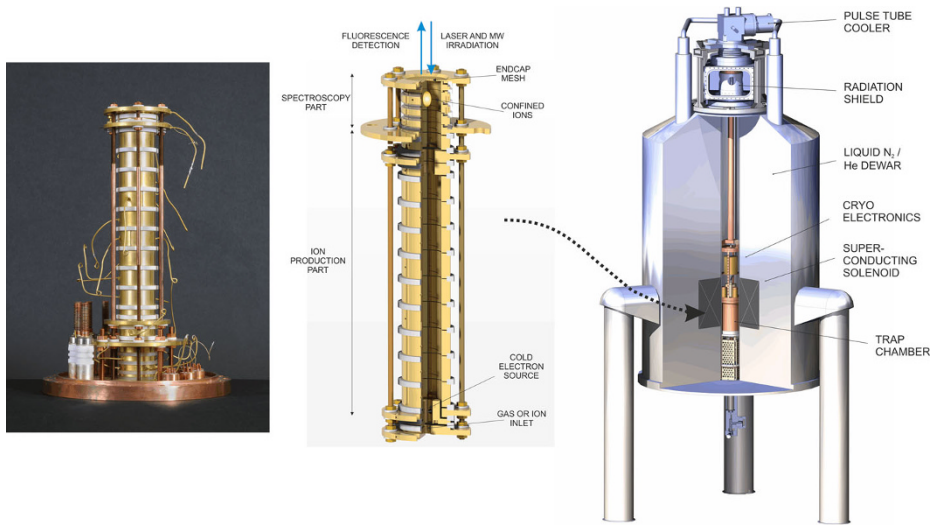 FLUORESCENCE
DETECTION
LASER AND MW
IRRADIATION
ENDCAP
MESH
SPECTROSCOPY
PART
CONFINED
IONS
ION
PRODUCTION
PART
COLD
ELECTRON
SOURCE
GAS OR ION
INLET
PULSE TUBE
COOLER
RADIATION
SHIELD
LIQUID N₂ /
He DEWAR
CRYO
ELECTRONICS
SUPER-
CONDUCTING
SOLENOID
TRAP
CHAMBER